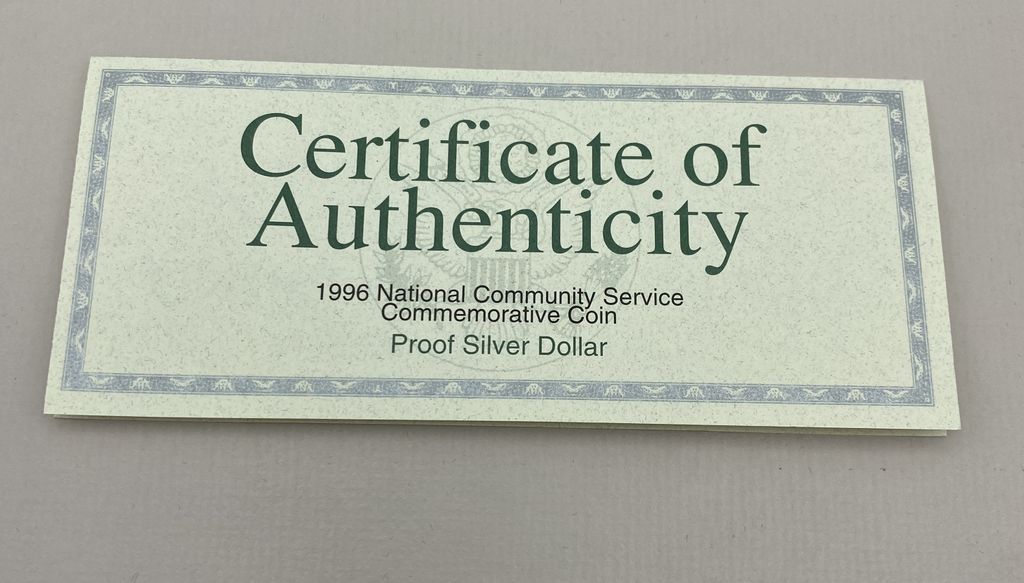 Certificate of
Authenticity
1996 National Community Service
Commemorative Coin
Proof Silver Dollar